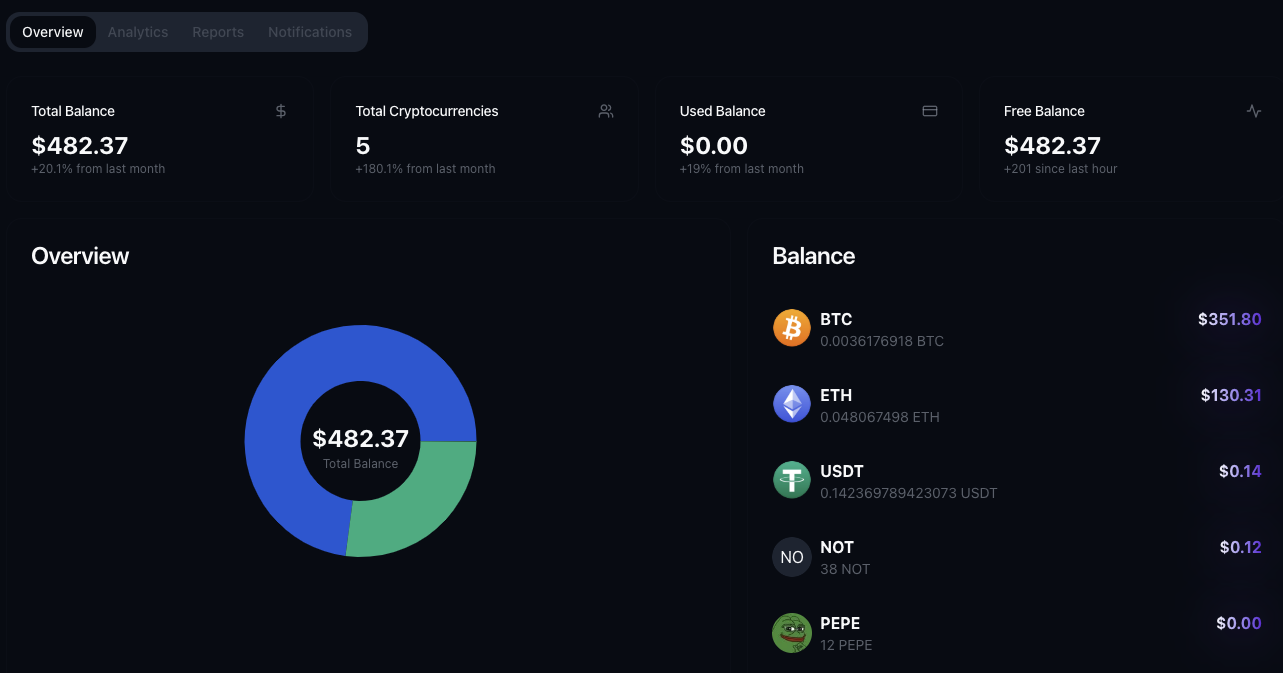 Overview Analytics Reports Notifications
Total Balance
$482.37
+20.1% from last month
Total Cryptocurrencies
5
+180.1% from last month
Used Balance
$0.00
+19% from last month
Free Balance
$482.37
+201 since last hour
Overview
$482.37
Total Balance
Balance
BTC $351.80
0.0036176918 BTC
ETH $130.31
0.048067498 ETH
USDT $0.14
0.142369789423073 USDT
NO NOT $0.12
38 NOT
PEPE $0.00
12 PEPE